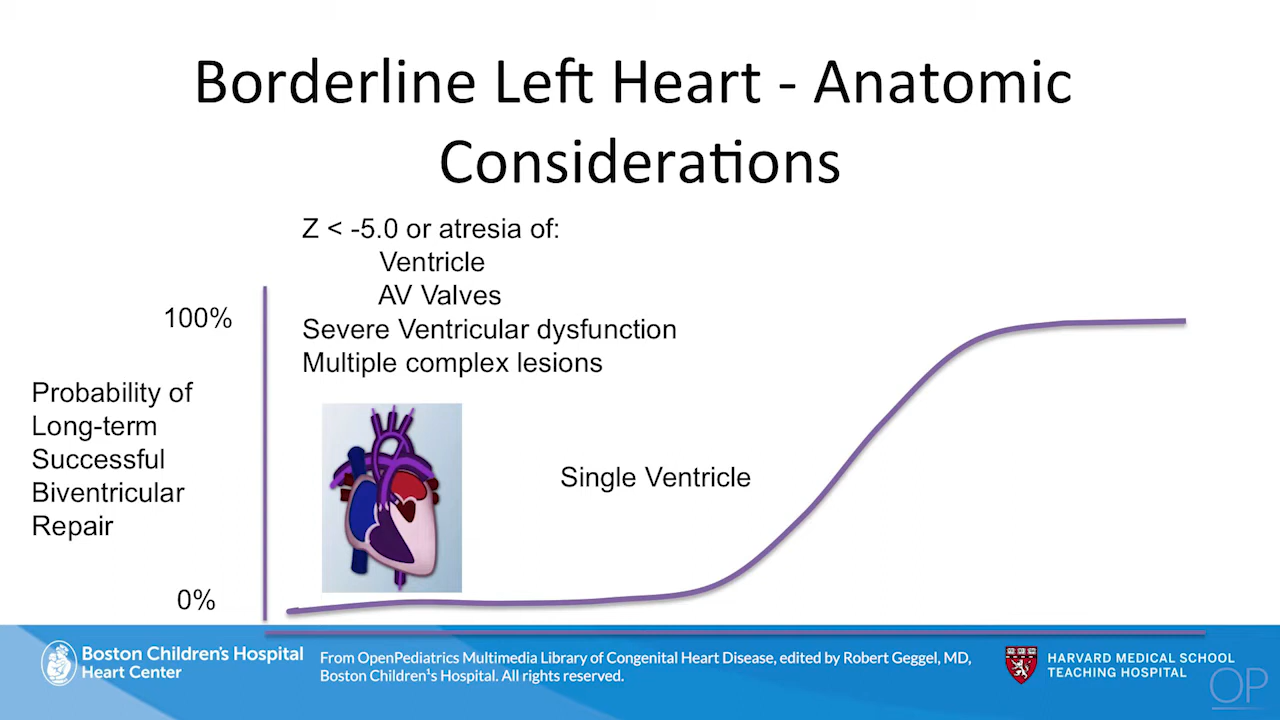 Borderline Left Heart - Anatomic
Considerations
Z < -5.0 or atresia of:
Ventricle
AV Valves
Severe Ventricular dysfunction
Multiple complex lesions
100%
Probability of
Long-term
Successful
Biventricular
Repair
Single Ventricle
0%
Boston Children's Hospital
Heart Center
From OpenPediatrics Multimedia Library of Congenital Heart Disease, edited by Robert Geggel, MD,
Boston Children's Hospital. All rights reserved.
HARVARD MEDICAL SCHOOL
TEACHING HOSPITAL
OP